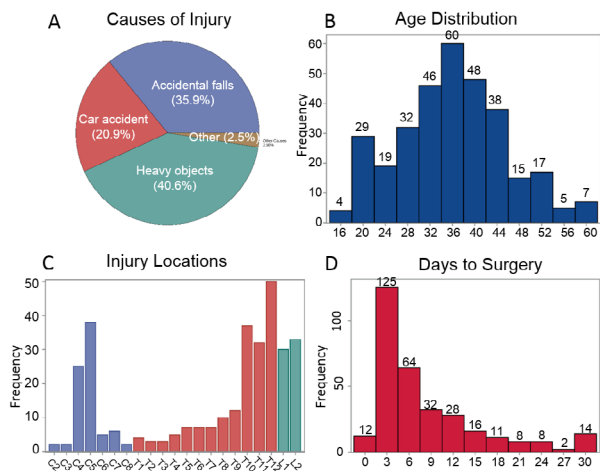 A
Causes of Injury
Accidental falls
(35.9%)
Car accident
(20.9%)
Other (2.5%)
Other Causes
Heavy objects
(40.6%)
B
Age Distribution
Frequency
60
50
40
30
20
10
0
4
29
19
32
46
60
48
38
15
17
5
7
16 20 24 28 32 36 40 44 48 52 56 60
C
Injury Locations
Frequency
50
40
30
20
10
0
C2 C3 C4 C5 C6 C7 C8 T1 T2 T3 T4 T5 T6 T7 T8 T9 T10 T11 T12 L1 L2
D
Days to Surgery
Frequency
100
50
0
12
125
64
32
28
16
11
8
8
2
14
0 3 6 9 12 15 18 21 24 27 30